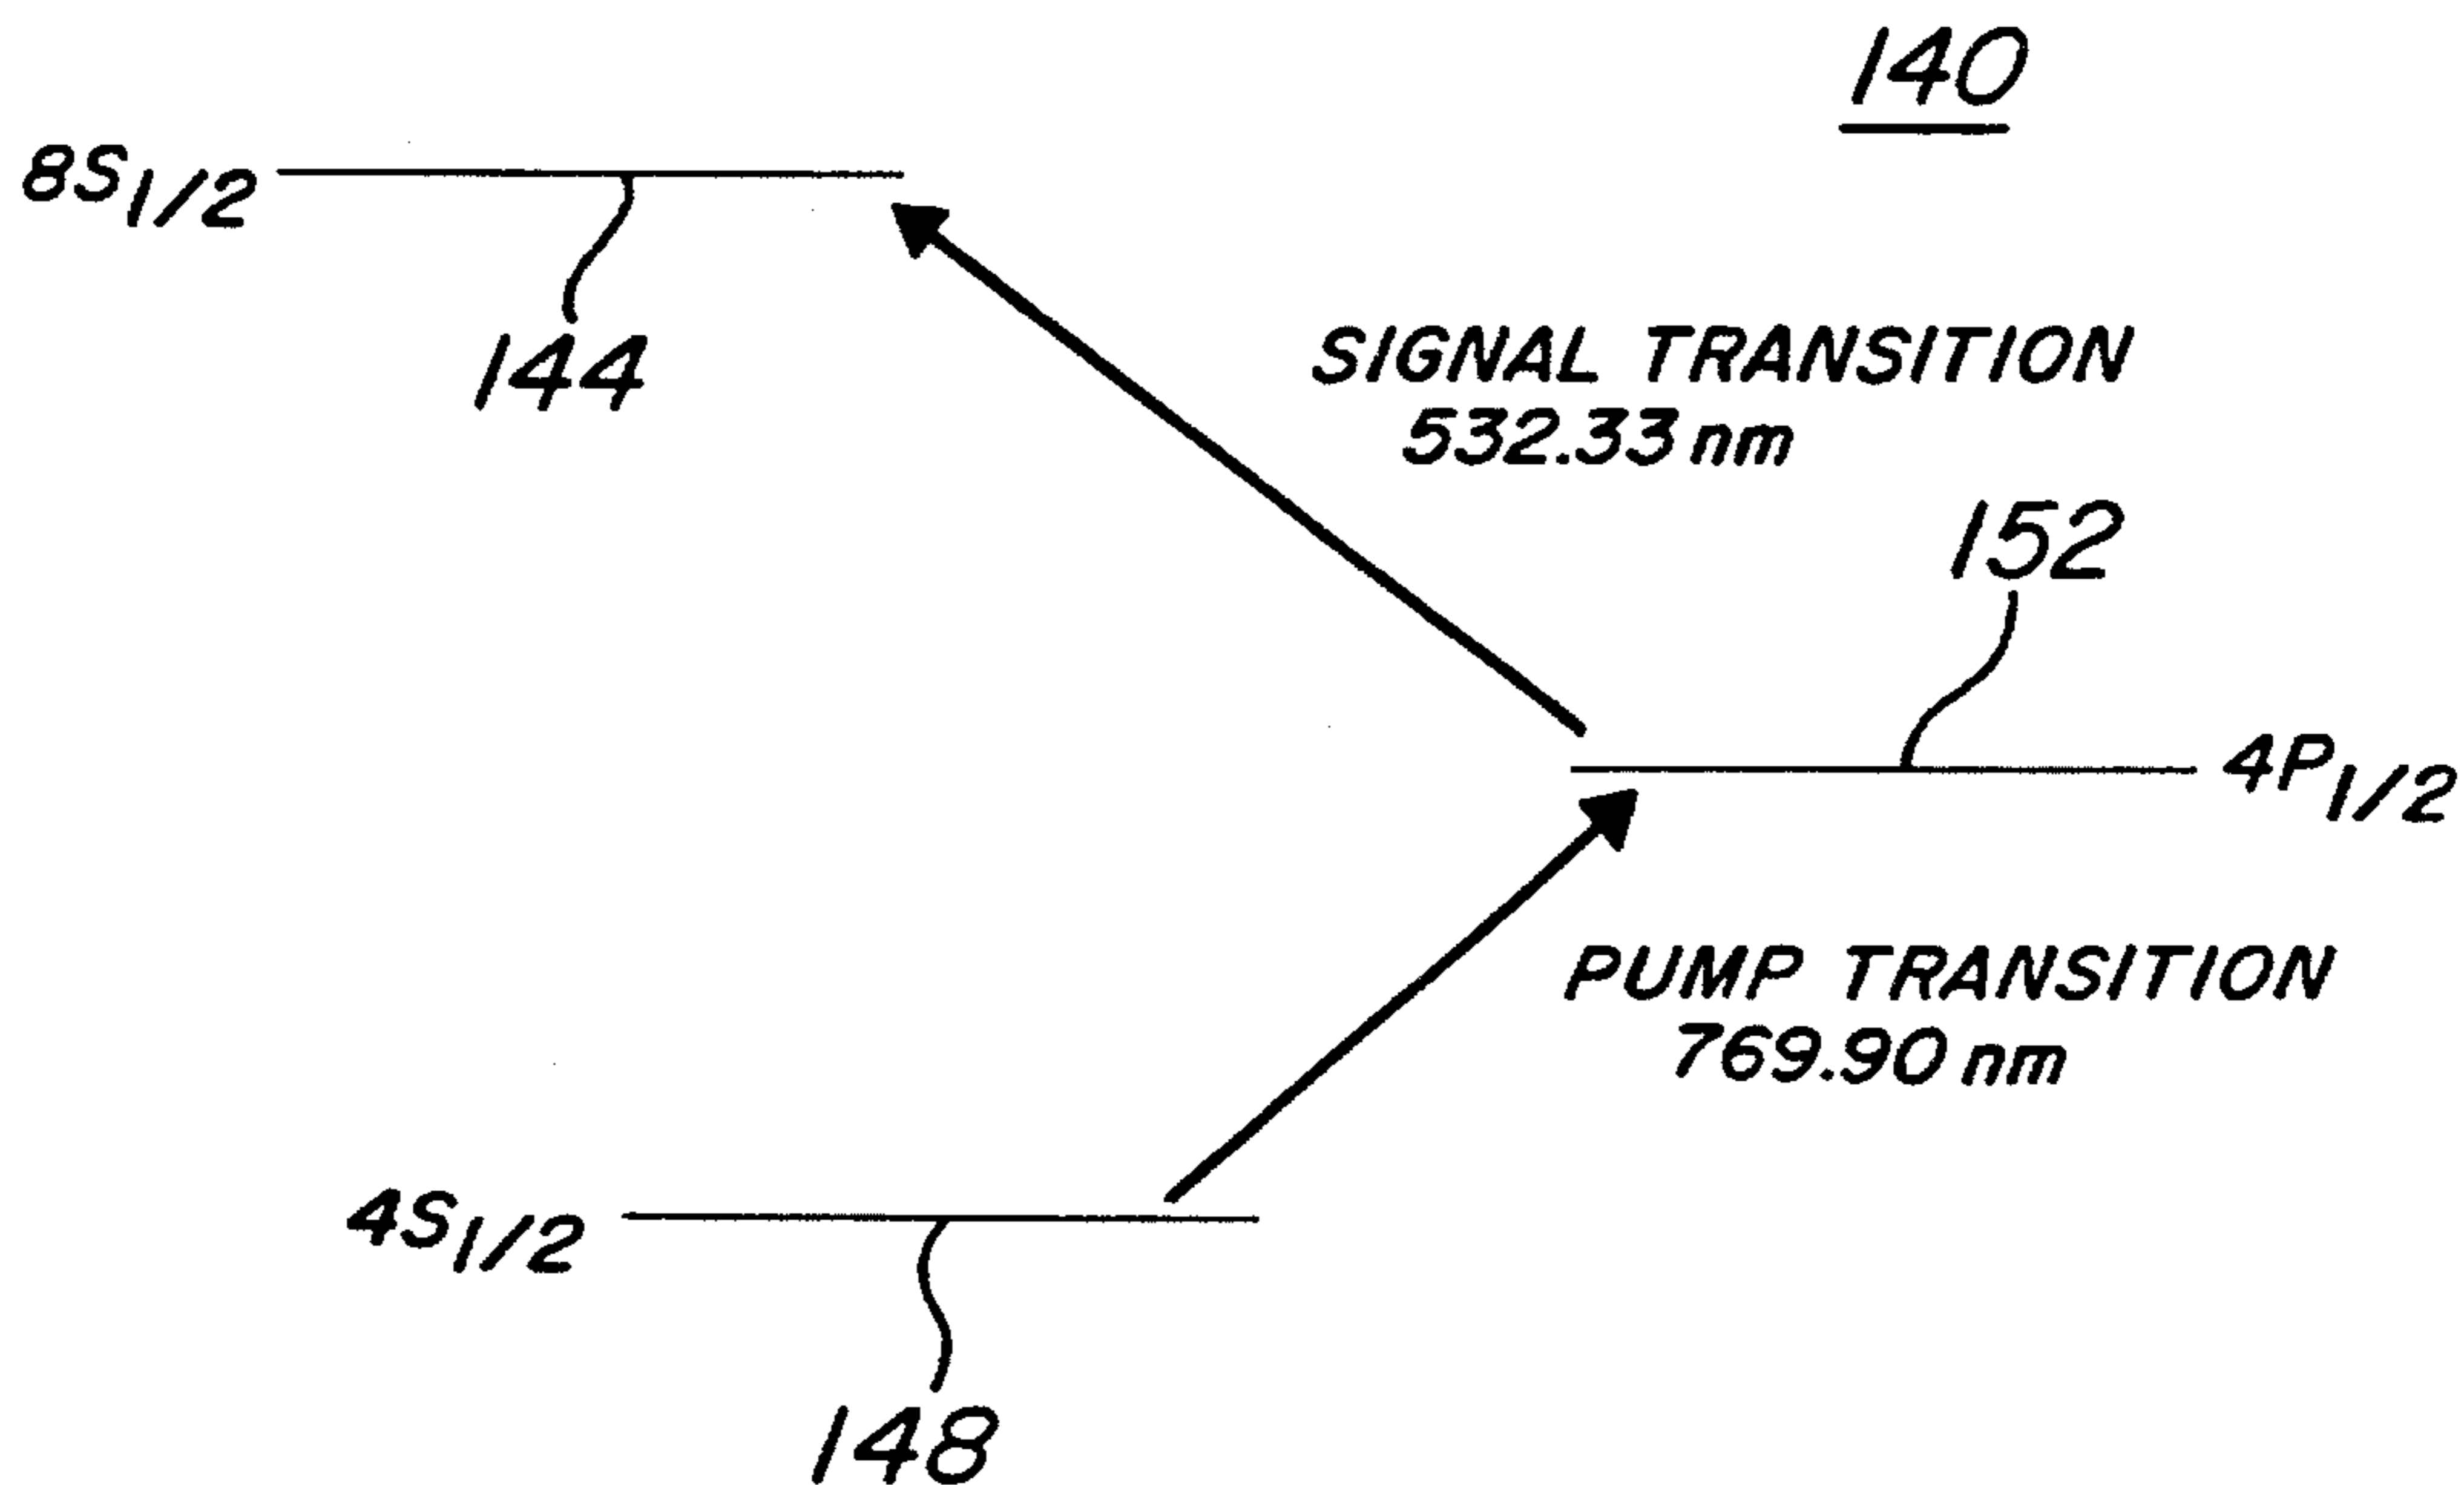 140
8S1/2
144
SIGNAL TRANSITION
532.33 nm
152
4P1/2
PUMP TRANSITION
769.90 nm
4S1/2
148